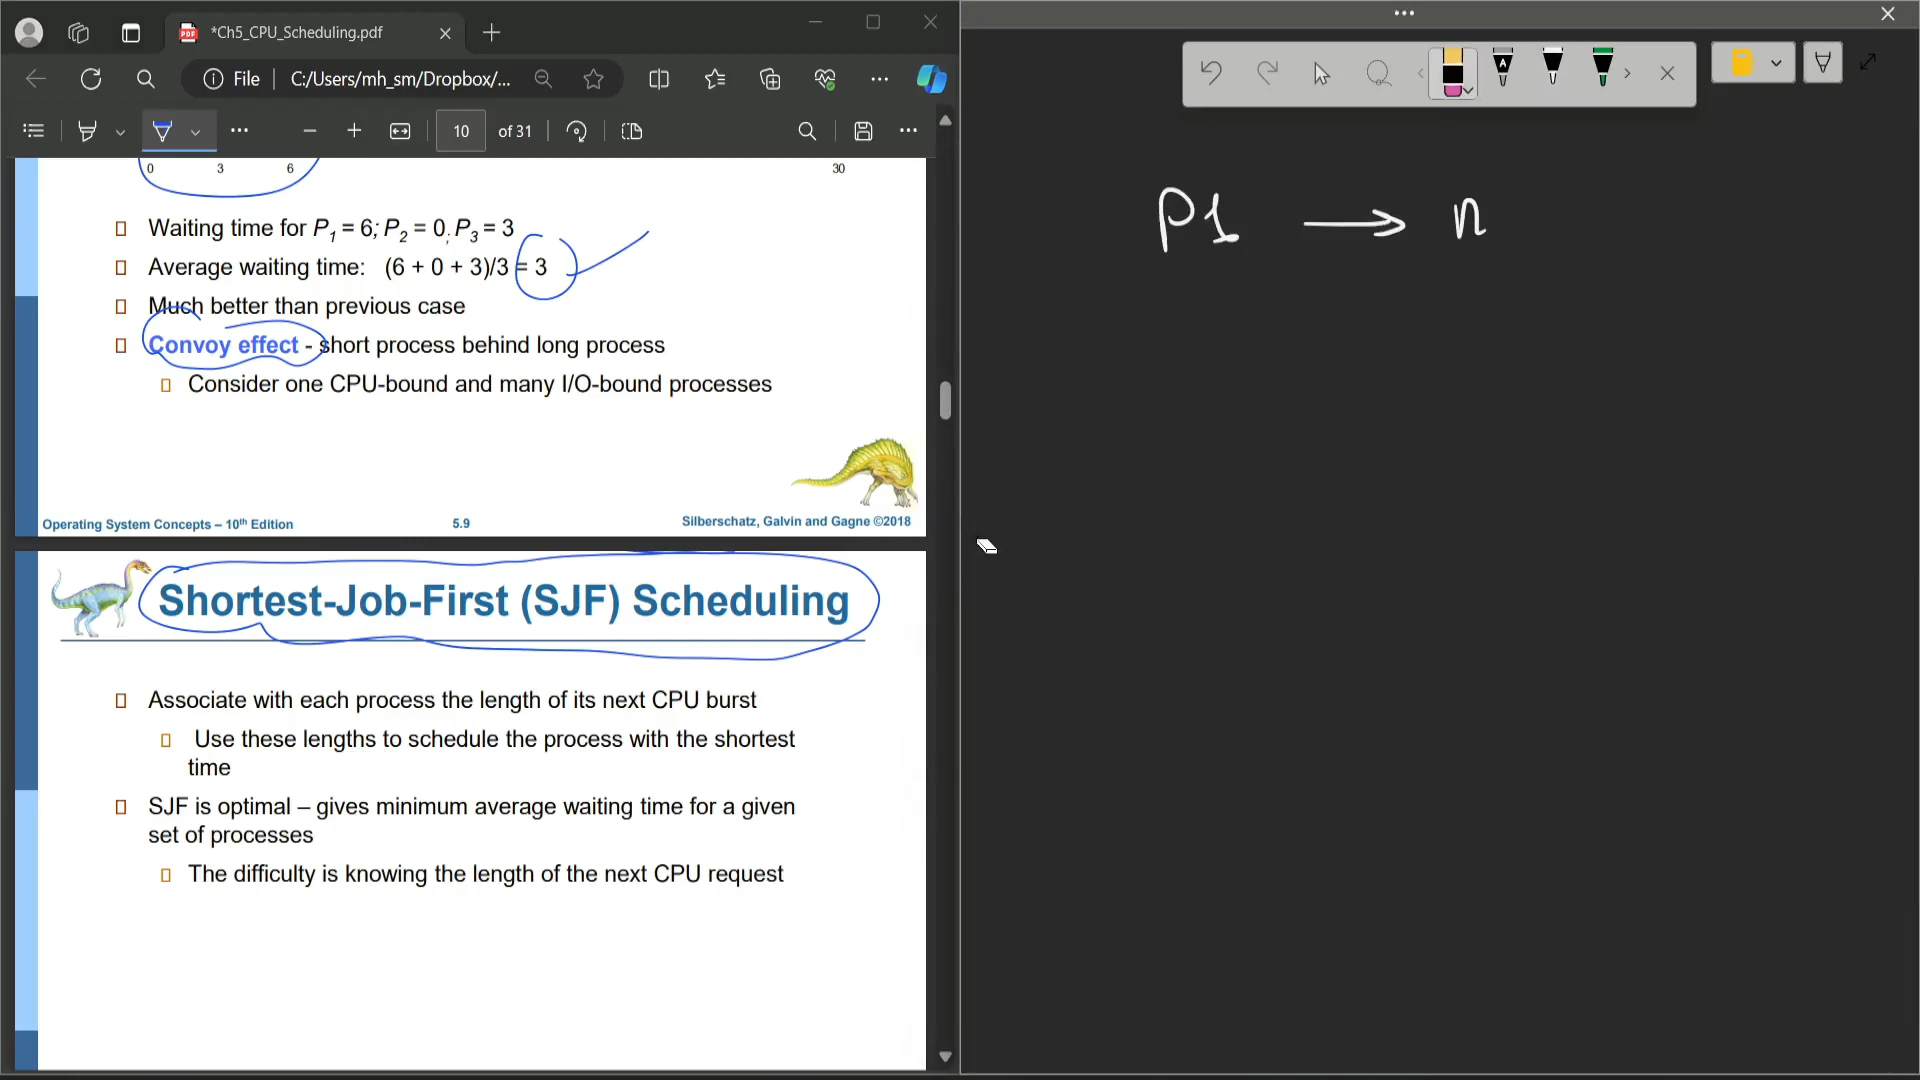 *Ch5_CPU_Scheduling.pdf
File
C:/Users/mh_sm/Dropbox/...
10 of 31
0 3 6 30
Waiting time for P1 = 6; P2 = 0; P3 = 3
Average waiting time: (6 + 0 + 3)/3 = 3
Much better than previous case
Convoy effect - short process behind long process
Consider one CPU-bound and many I/O-bound processes
Operating System Concepts – 10th Edition
5.9
Silberschatz, Galvin and Gagne ©2018
Shortest-Job-First (SJF) Scheduling
Associate with each process the length of its next CPU burst
Use these lengths to schedule the process with the shortest
time
SJF is optimal – gives minimum average waiting time for a given
set of processes
The difficulty is knowing the length of the next CPU request
A
P1 → n